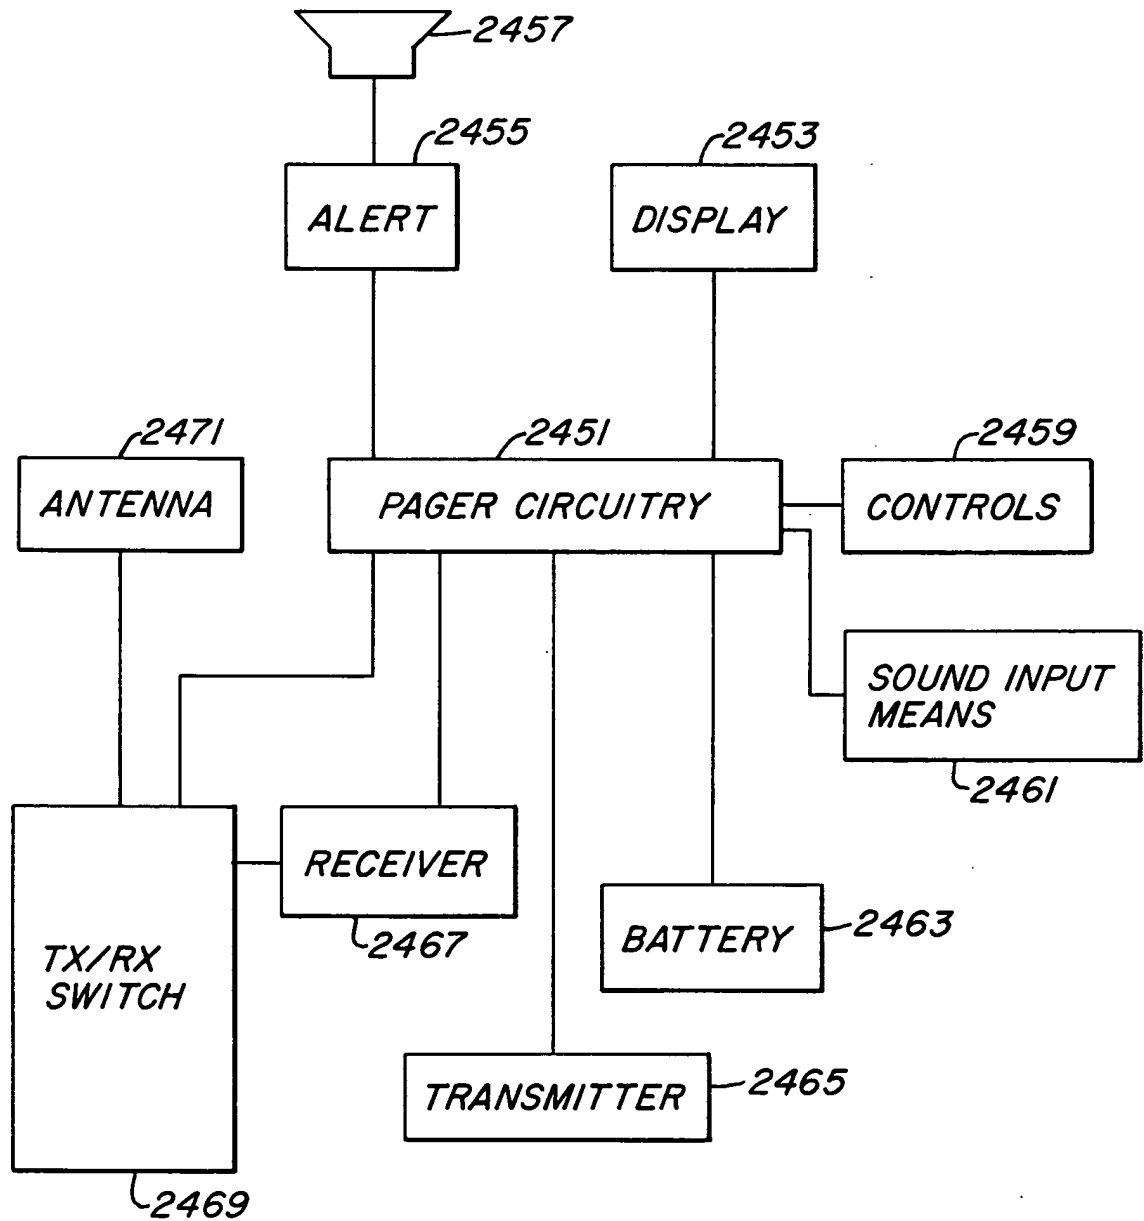 2457
2455
2453
ALERT
DISPLAY
2471
2451
2459
ANTENNA
PAGER CIRCUITRY
CONTROLS
SOUND INPUT
MEANS
2461
RECEIVER
2467
BATTERY
2463
TX/RX
SWITCH
TRANSMITTER
2465
2469